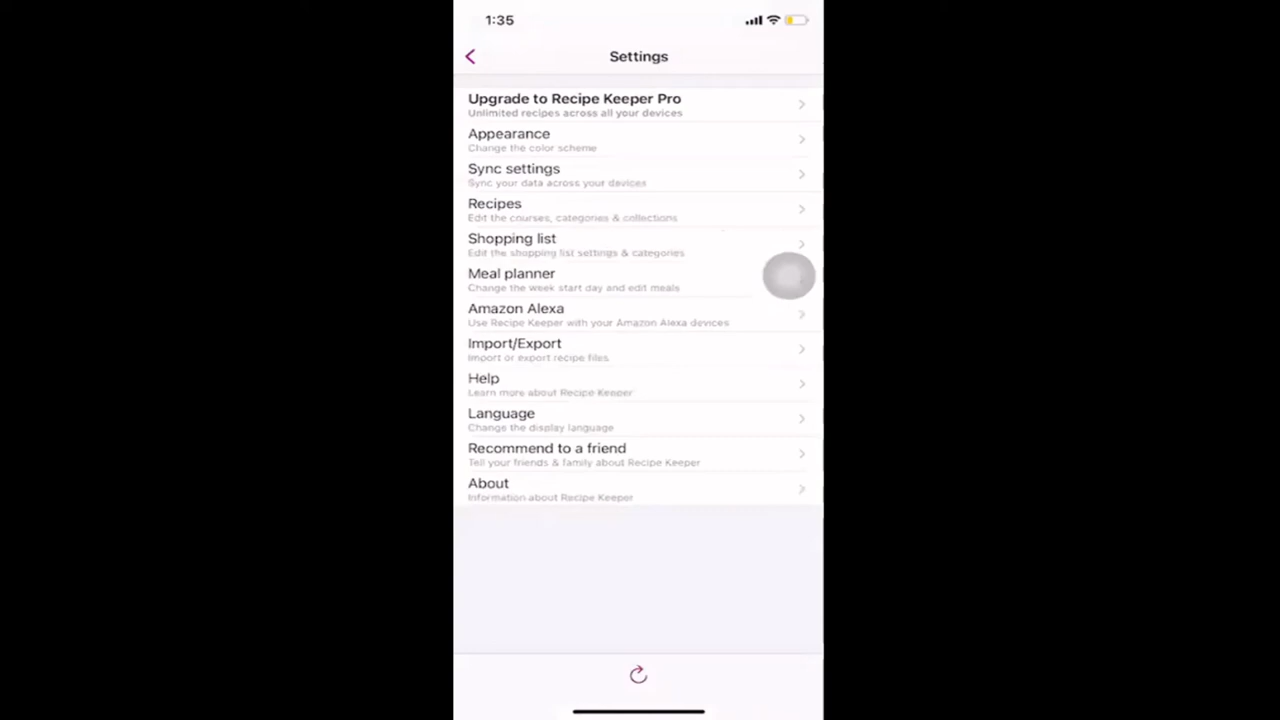 1:35
Settings
Upgrade to Recipe Keeper Pro
Unlimited recipes across all your devices
Appearance
Change the color scheme
Sync settings
Sync your data across your devices
Recipes
Edit the courses, categories & collections
Shopping list
Edit the shopping list settings & categories
Meal planner
Change the week start day and edit meals
Amazon Alexa
Use Recipe Keeper with your Amazon Alexa devices
Import/Export
Import or export recipe files
Help
Learn more about Recipe Keeper
Language
Change the display language
Recommend to a friend
Tell your friends & family about Recipe Keeper
About
Information about Recipe Keeper